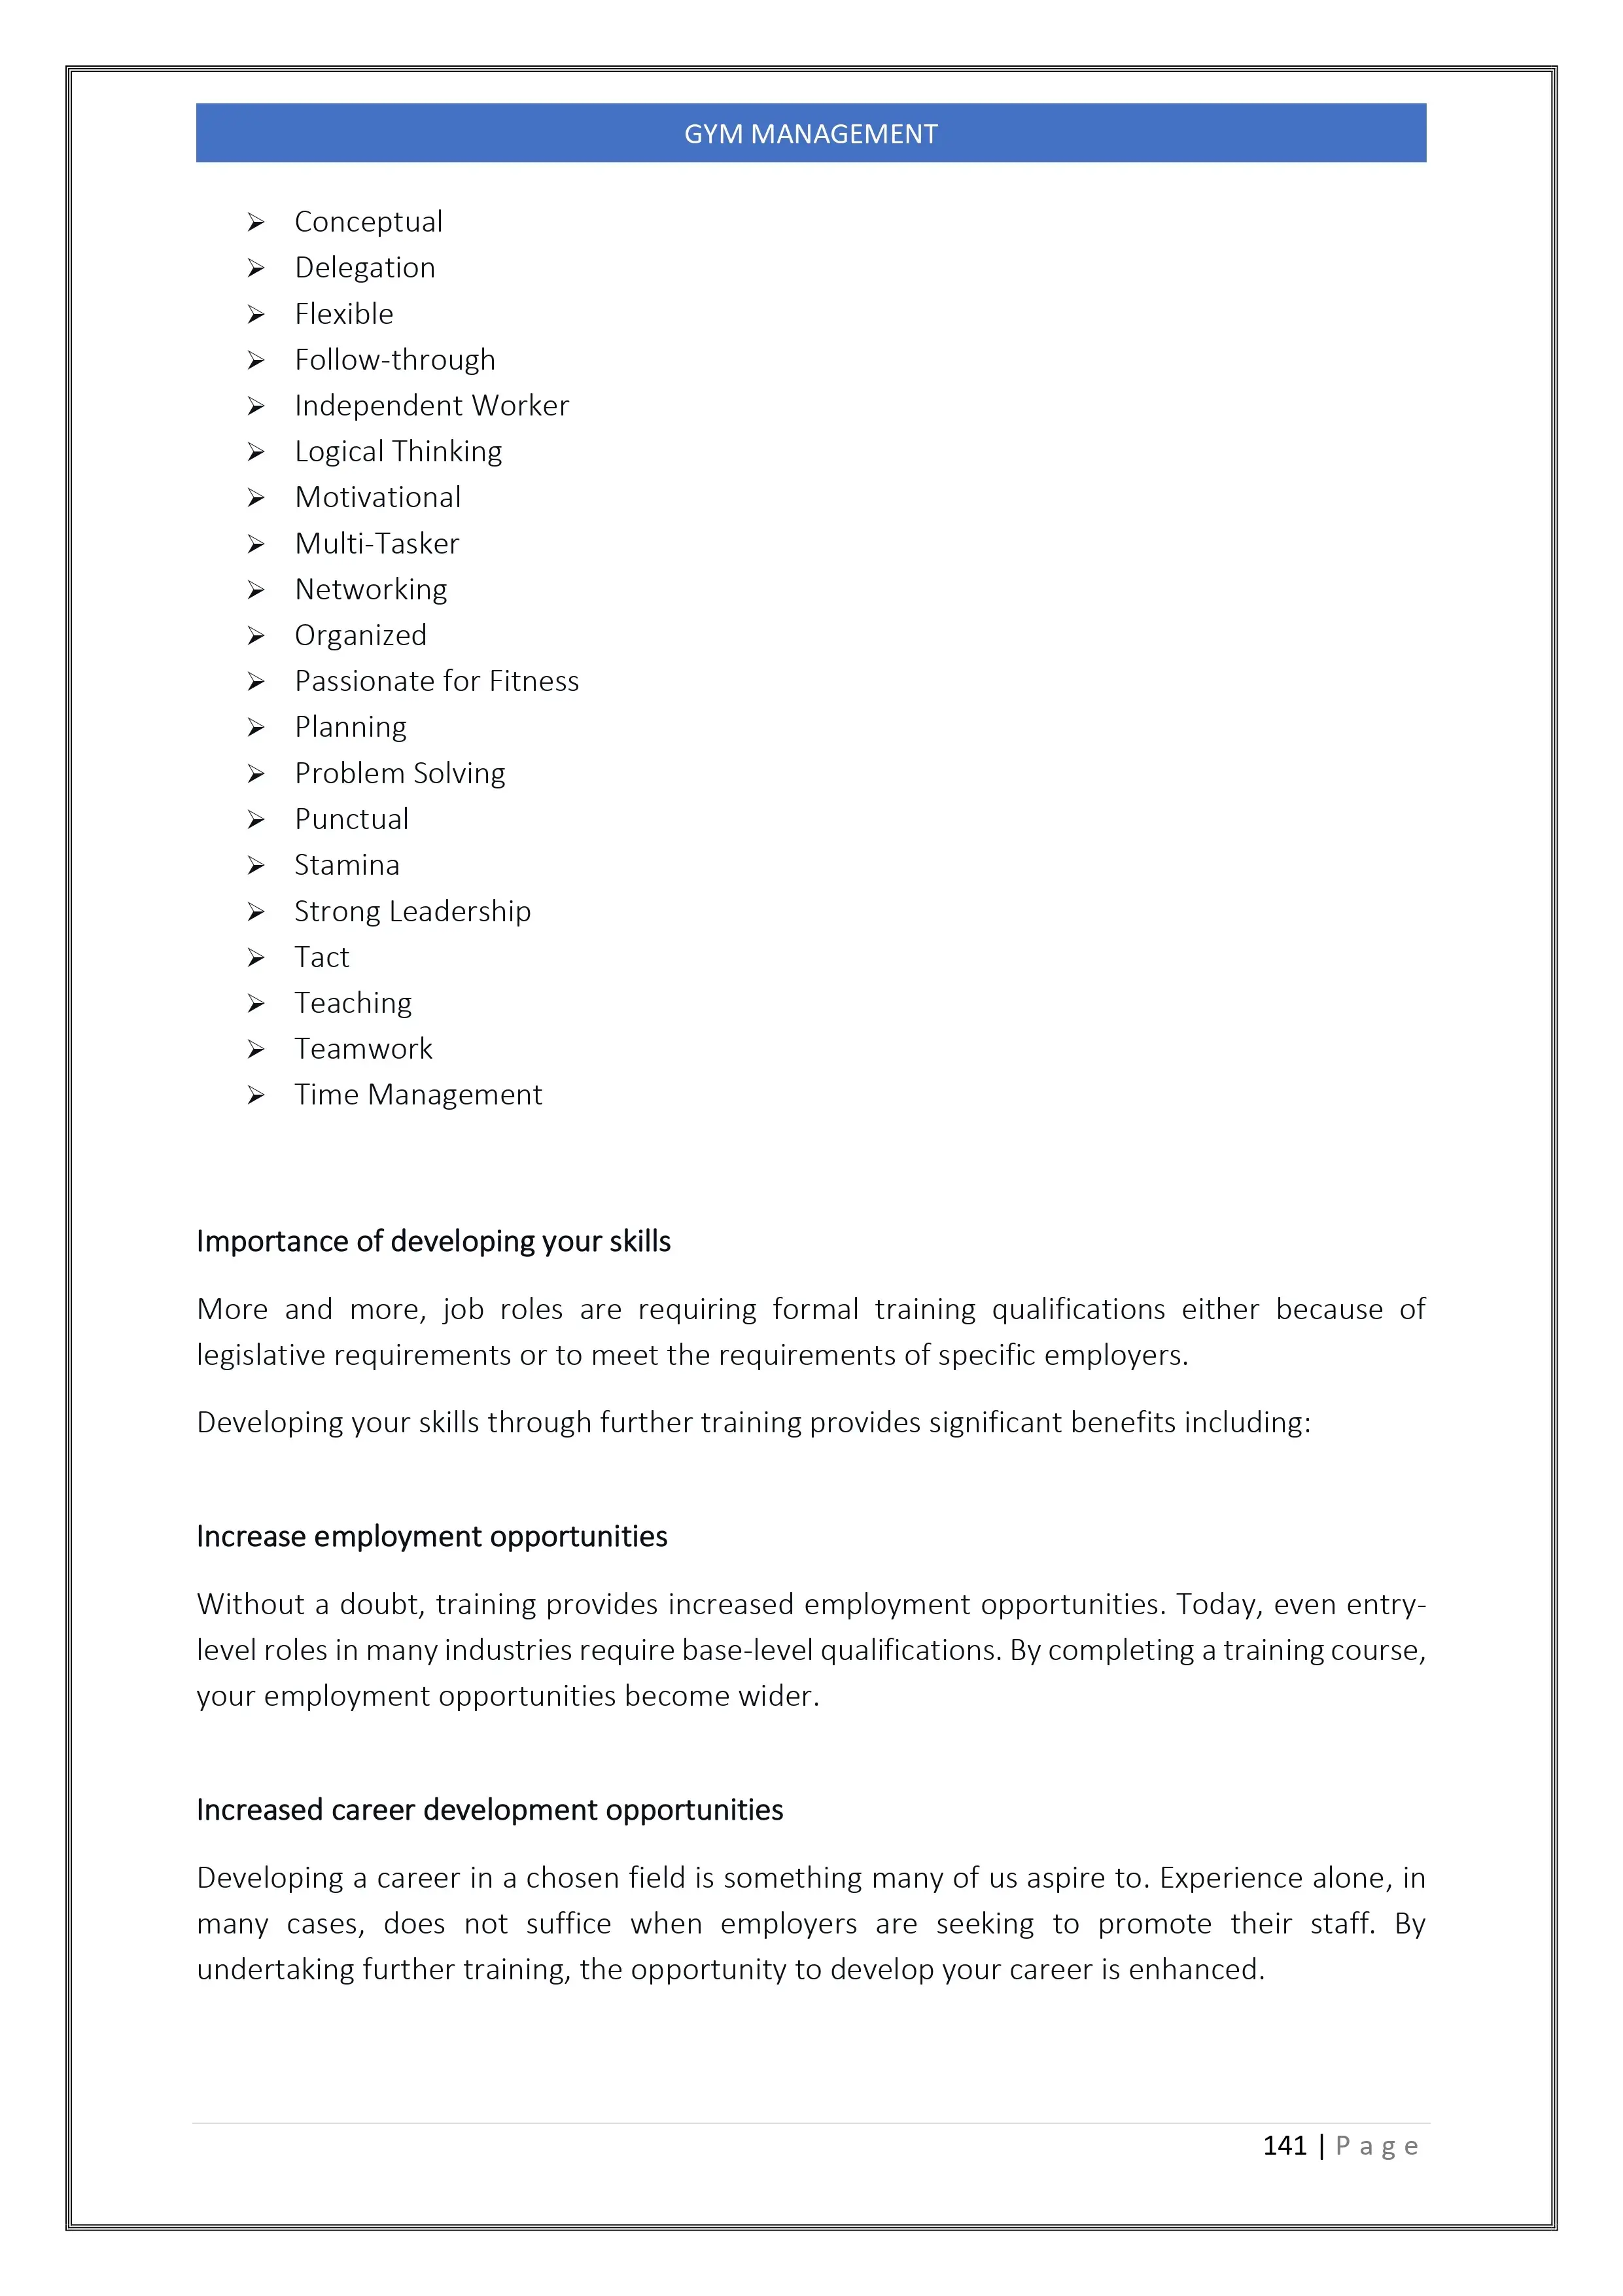 GYM MANAGEMENT
➢ Conceptual
➢ Delegation
➢ Flexible
➢ Follow-through
➢ Independent Worker
➢ Logical Thinking
➢ Motivational
➢ Multi-Tasker
➢ Networking
➢ Organized
➢ Passionate for Fitness
➢ Planning
➢ Problem Solving
➢ Punctual
➢ Stamina
➢ Strong Leadership
➢ Tact
➢ Teaching
➢ Teamwork
➢ Time Management
Importance of developing your skills
More and more, job roles are requiring formal training qualifications either because of
legislative requirements or to meet the requirements of specific employers.
Developing your skills through further training provides significant benefits including:
Increase employment opportunities
Without a doubt, training provides increased employment opportunities. Today, even entry-
level roles in many industries require base-level qualifications. By completing a training course,
your employment opportunities become wider.
Increased career development opportunities
Developing a career in a chosen field is something many of us aspire to. Experience alone, in
many cases, does not suffice when employers are seeking to promote their staff. By
undertaking further training, the opportunity to develop your career is enhanced.
141 | Page